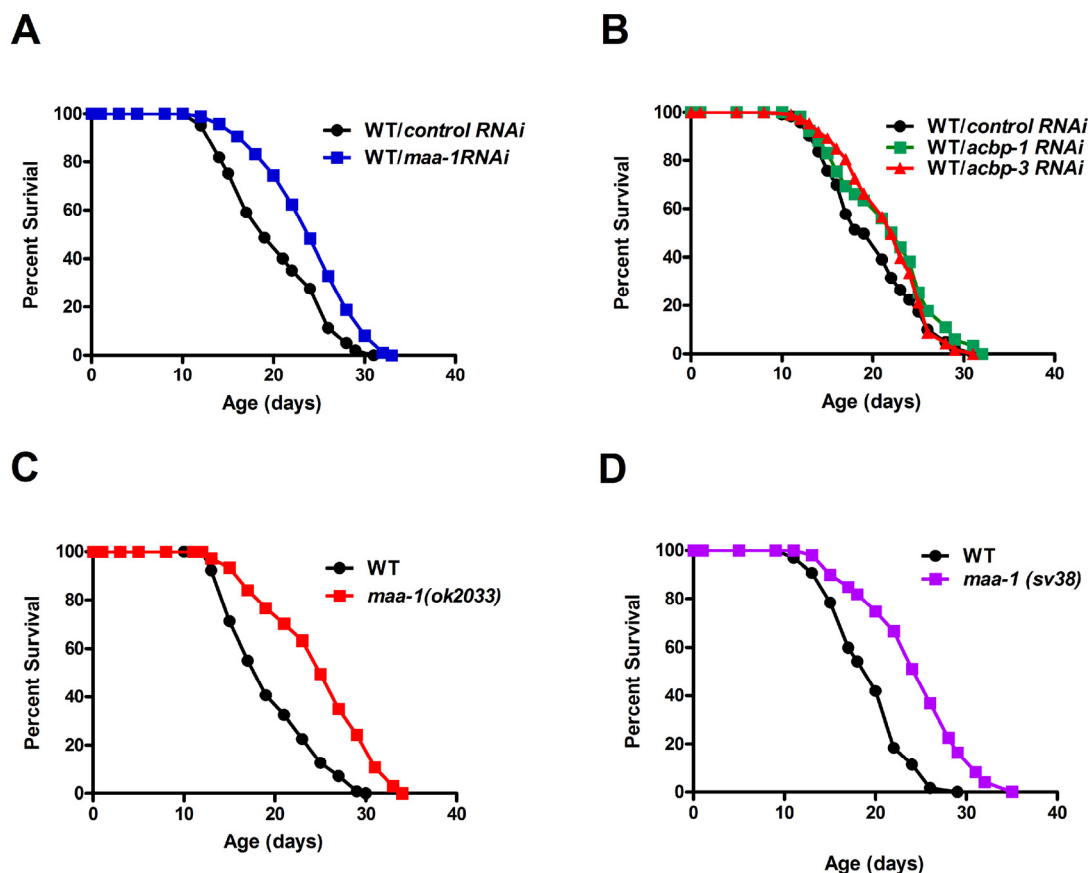 A
Percent Surivial
100
80
60
40
20
0
0 10 20 30 40
Age (days)
WT/control RNAi
WT/maa-1RNAi
B
Percent Survival
100
80
60
40
20
0
0 10 20 30 40
Age (days)
WT/control RNAi
WT/acbp-1 RNAi
WT/acbp-3 RNAi
C
Percent Survival
100
80
60
40
20
0
0 10 20 30 40
Age (days)
WT
maa-1(ok2033)
D
Percent Survival
100
80
60
40
20
0
0 10 20 30 40
Age (days)
WT
maa-1 (sv38)